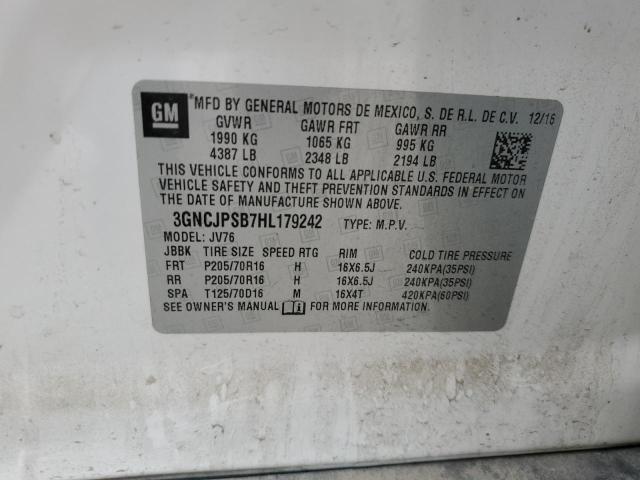 GM *MFD BY GENERAL MOTORS DE MEXICO, S. DE R.L. DE C.V. 12/16
GVWR GAWR FRT GAWR RR
1990 KG 1065 KG 995 KG
4387 LB 2348 LB 2194 LB
THIS VEHICLE CONFORMS TO ALL APPLICABLE U.S. FEDERAL MOTOR
VEHICLE SAFETY AND THEFT PREVENTION STANDARDS IN EFFECT ON
THE DATE OF MANUFACTURE SHOWN ABOVE.
3GNCJPSB7HL179242 TYPE: M.P.V.
MODEL: JV76
JBBK TIRE SIZE SPEED RTG RIM COLD TIRE PRESSURE
FRT P205/70R16 H 16X6.5J 240KPA(35PSI)
RR P205/70R16 H 16X6.5J 240KPA(35PSI)
SPA T125/70D16 M 16X4T 420KPA(60PSI)
SEE OWNER'S MANUAL FOR MORE INFORMATION